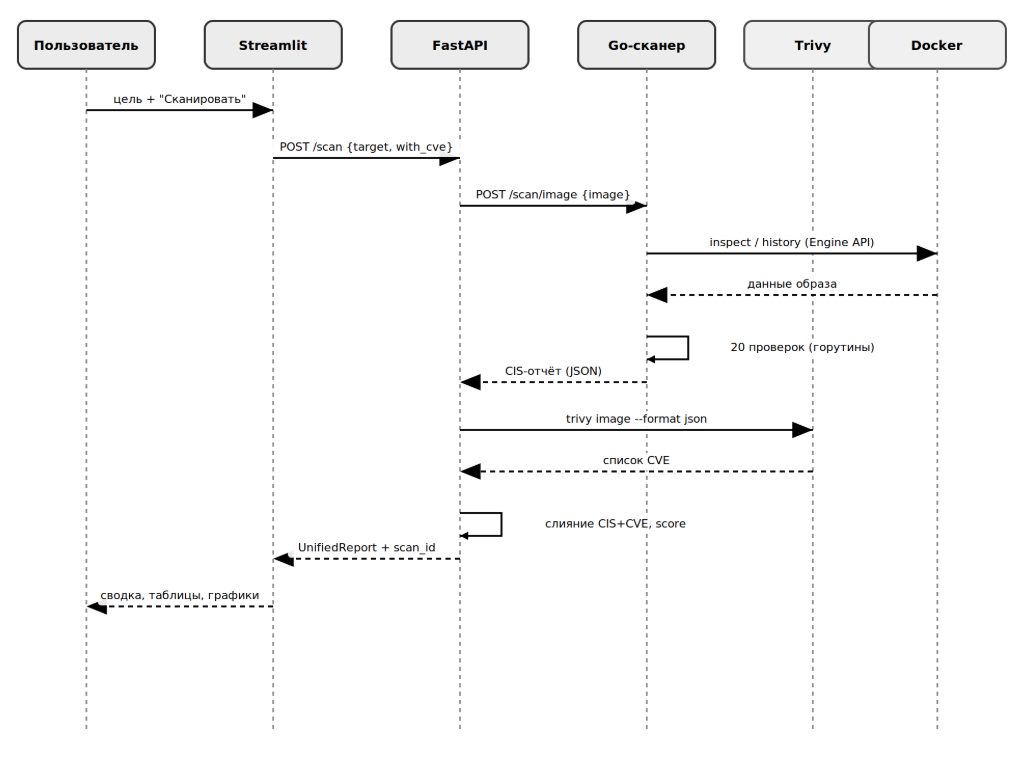 Пользователь
Streamlit
FastAPI
Go-сканер
Trivy
Docker
цель + "Сканировать"
POST /scan {target, with_cve}
POST /scan/image {image}
inspect / history (Engine API)
данные образа
20 проверок (горутины)
CIS-отчёт (JSON)
trivy image --format json
список CVE
слияние CIS+CVE, score
UnifiedReport + scan_id
сводка, таблицы, графики